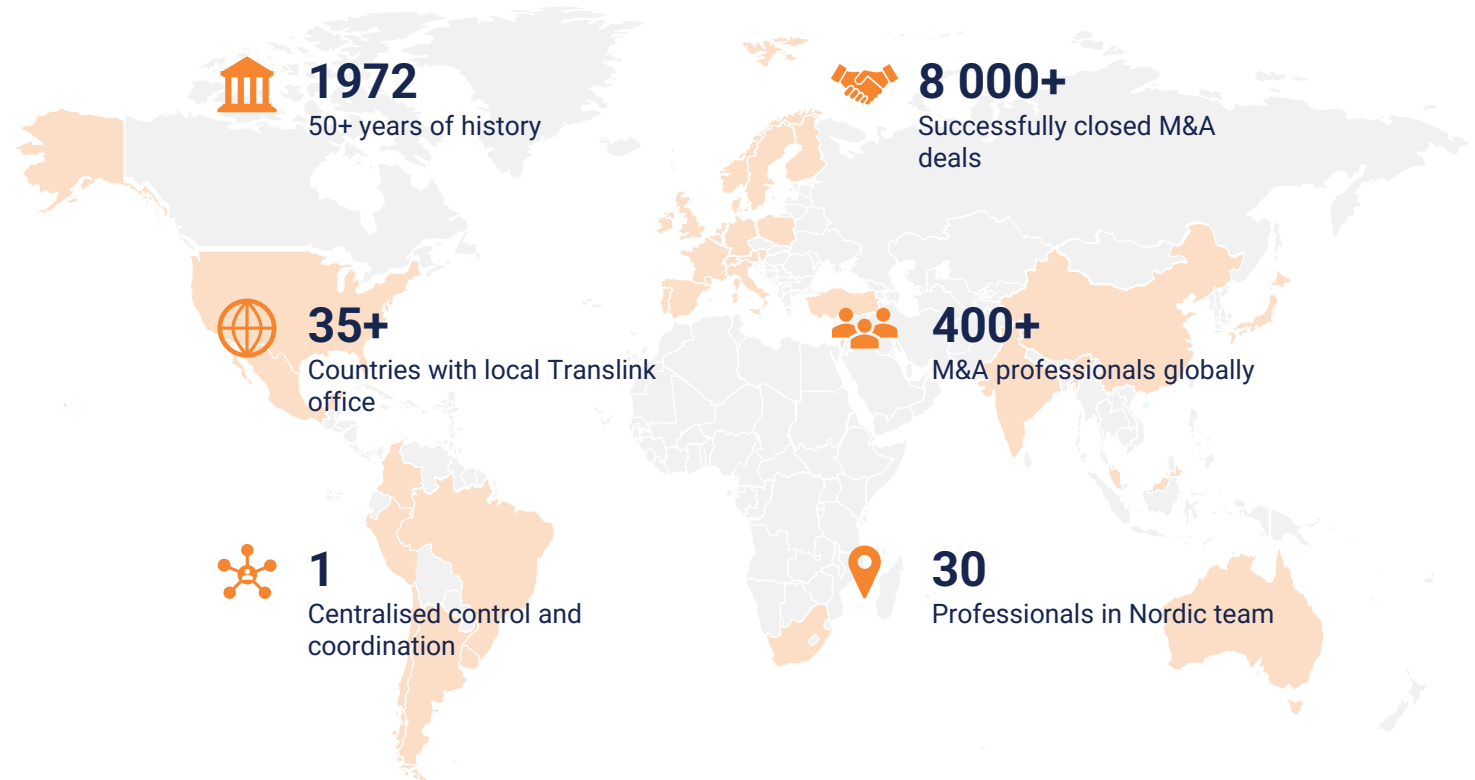 1972
50+ years of history
8 000+
Successfully closed M&A
deals
35+
Countries with local Translink
office
400+
M&A professionals globally
1
Centralised control and
coordination
30
Professionals in Nordic team